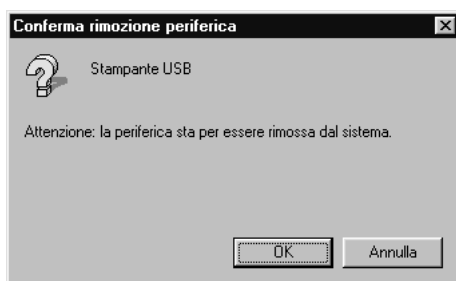 Conferma rimozione periferica
Stampante USB
Attenzione: la periferica sta per essere rimossa dal sistema.
OK
Annulla